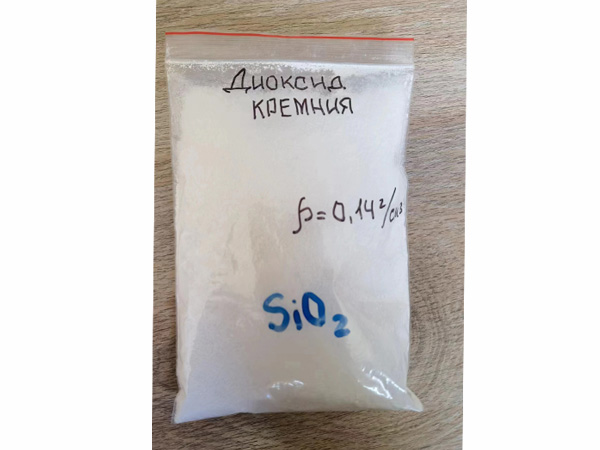 Диоксид
КРЕМНИЯ
ρ=0,14г/см3
SiO2